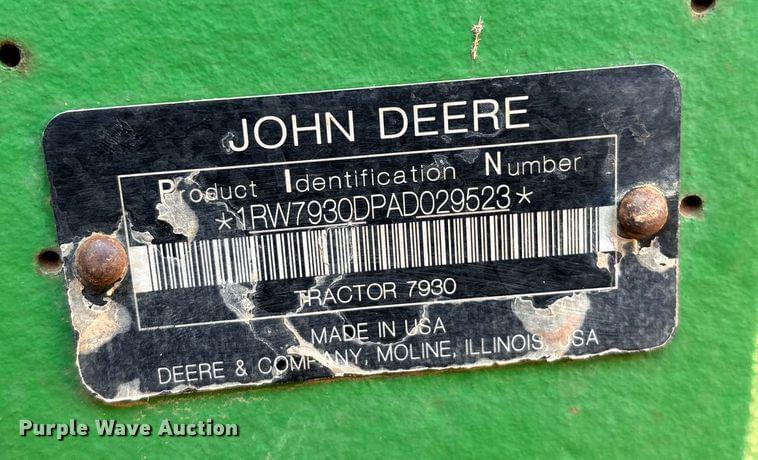 JOHN DEERE
Product Identification Number
*1RW7930DPAD029523*
TRACTOR 7930
MADE IN USA
DEERE & COMPANY, MOLINE, ILLINOIS, USA
Purple Wave Auction